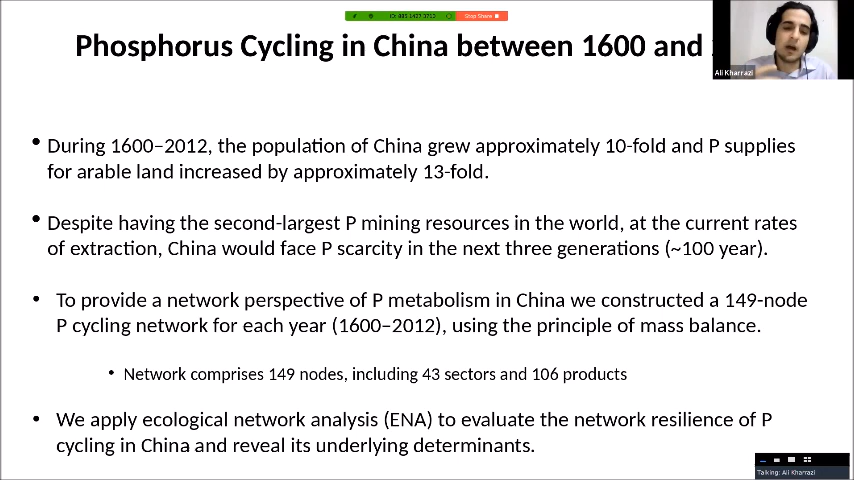 ID: 885 1427 3713
Stop Share
Phosphorus Cycling in China between 1600 and
Ali Kharrazi
• During 1600–2012, the population of China grew approximately 10-fold and P supplies
for arable land increased by approximately 13-fold.
• Despite having the second-largest P mining resources in the world, at the current rates
of extraction, China would face P scarcity in the next three generations (~100 year).
• To provide a network perspective of P metabolism in China we constructed a 149-node
P cycling network for each year (1600–2012), using the principle of mass balance.
• Network comprises 149 nodes, including 43 sectors and 106 products
• We apply ecological network analysis (ENA) to evaluate the network resilience of P
cycling in China and reveal its underlying determinants.
Talking: Ali Kharrazi